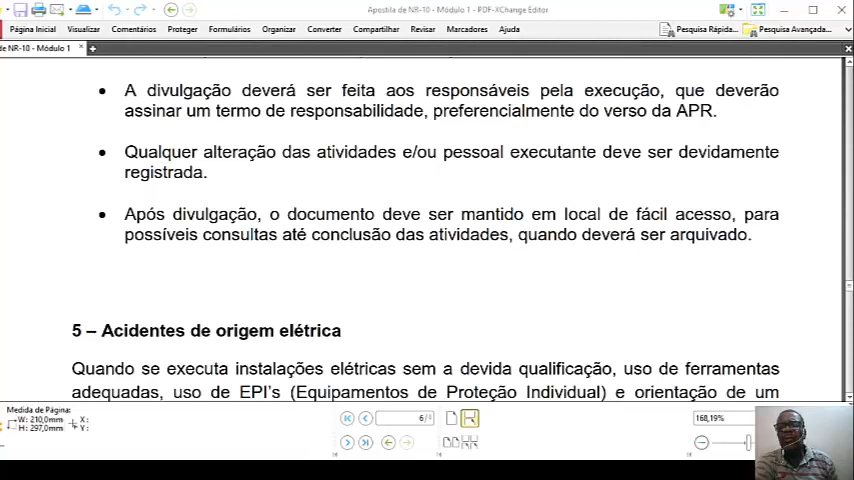 Apostila de NR-10 - Módulo 1 - PDF-XChange Editor
Página Inicial Visualizar Comentários Proteger Formulários Organizar Converter Compartilhar Revisar Marcadores Ajuda Pesquisa Rápida... Pesquisa Avançada...
de NR-10 - Módulo 1 × +
• A divulgação deverá ser feita aos responsáveis pela execução, que deverão
assinar um termo de responsabilidade, preferencialmente do verso da APR.
• Qualquer alteração das atividades e/ou pessoal executante deve ser devidamente
registrada.
• Após divulgação, o documento deve ser mantido em local de fácil acesso, para
possíveis consultas até conclusão das atividades, quando deverá ser arquivado.
5 – Acidentes de origem elétrica
Quando se executa instalações elétricas sem a devida qualificação, uso de ferramentas
adequadas, uso de EPI's (Equipamentos de Proteção Individual) e orientação de um
Medida de Página:
W: 210,0mm X:
H: 297,0mm Y:
6/
168,19%